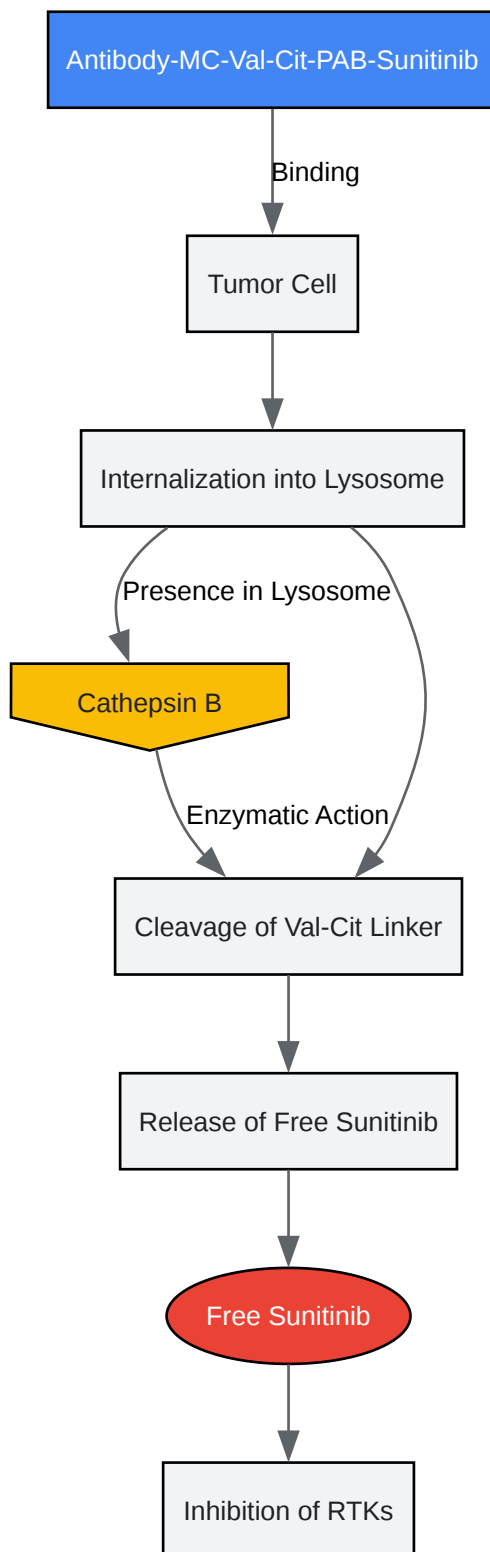 Antibody-MC-Val-Cit-PAB-Sunitinib
Binding
Tumor Cell
Internalization into Lysosome
Presence in Lysosome
Cathepsin B
Enzymatic Action
Cleavage of Val-Cit Linker
Release of Free Sunitinib
Free Sunitinib
Inhibition of RTKs